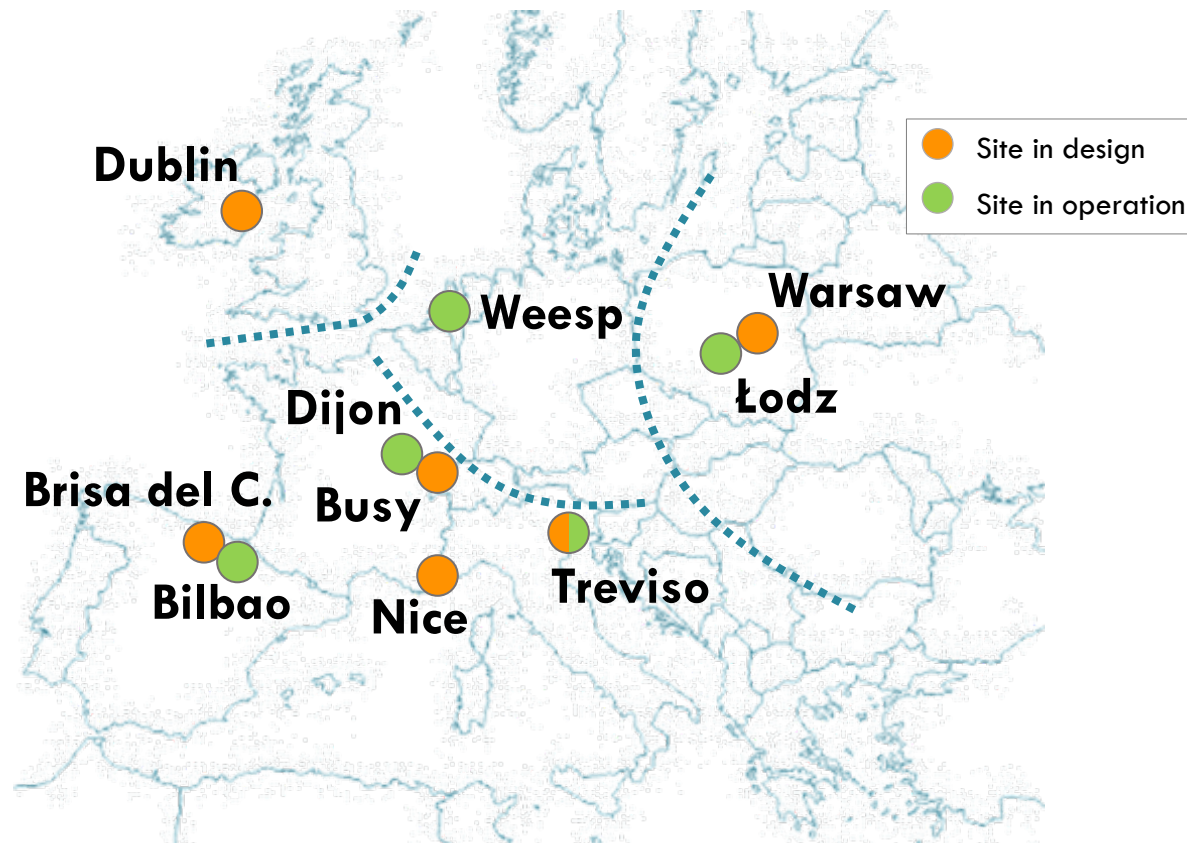 Dublin
Site in design
Site in operation
Warsaw
Weesp
Łodz
Dijon
Brisa del C.
Busy
Treviso
Bilbao
Nice